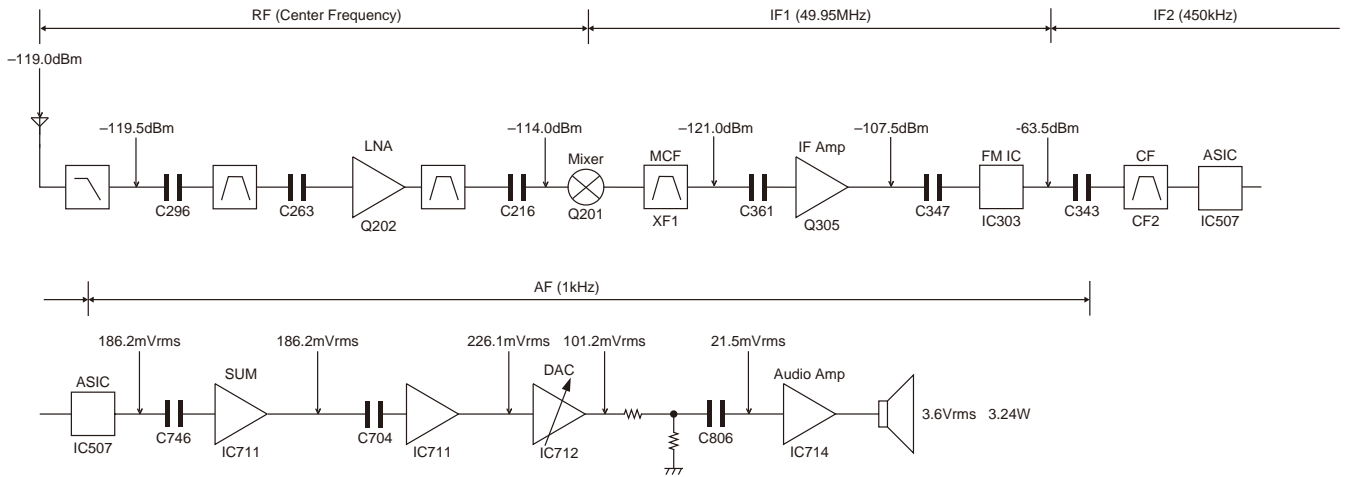 RF (Center Frequency)
IF1 (49.95MHz)
IF2 (450kHz)
–119.0dBm
–119.5dBm
–114.0dBm
–121.0dBm
–107.5dBm
-63.5dBm
LNA
Mixer
MCF
IF Amp
FM IC
CF
ASIC
C296
C263
Q202
C216
Q201
XF1
C361
Q305
C347
IC303
C343
CF2
IC507
AF (1kHz)
186.2mVrms
186.2mVrms
226.1mVrms
101.2mVrms
21.5mVrms
ASIC
SUM
DAC
Audio Amp
3.6Vrms 3.24W
IC507
C746
IC711
C704
IC711
IC712
C806
IC714